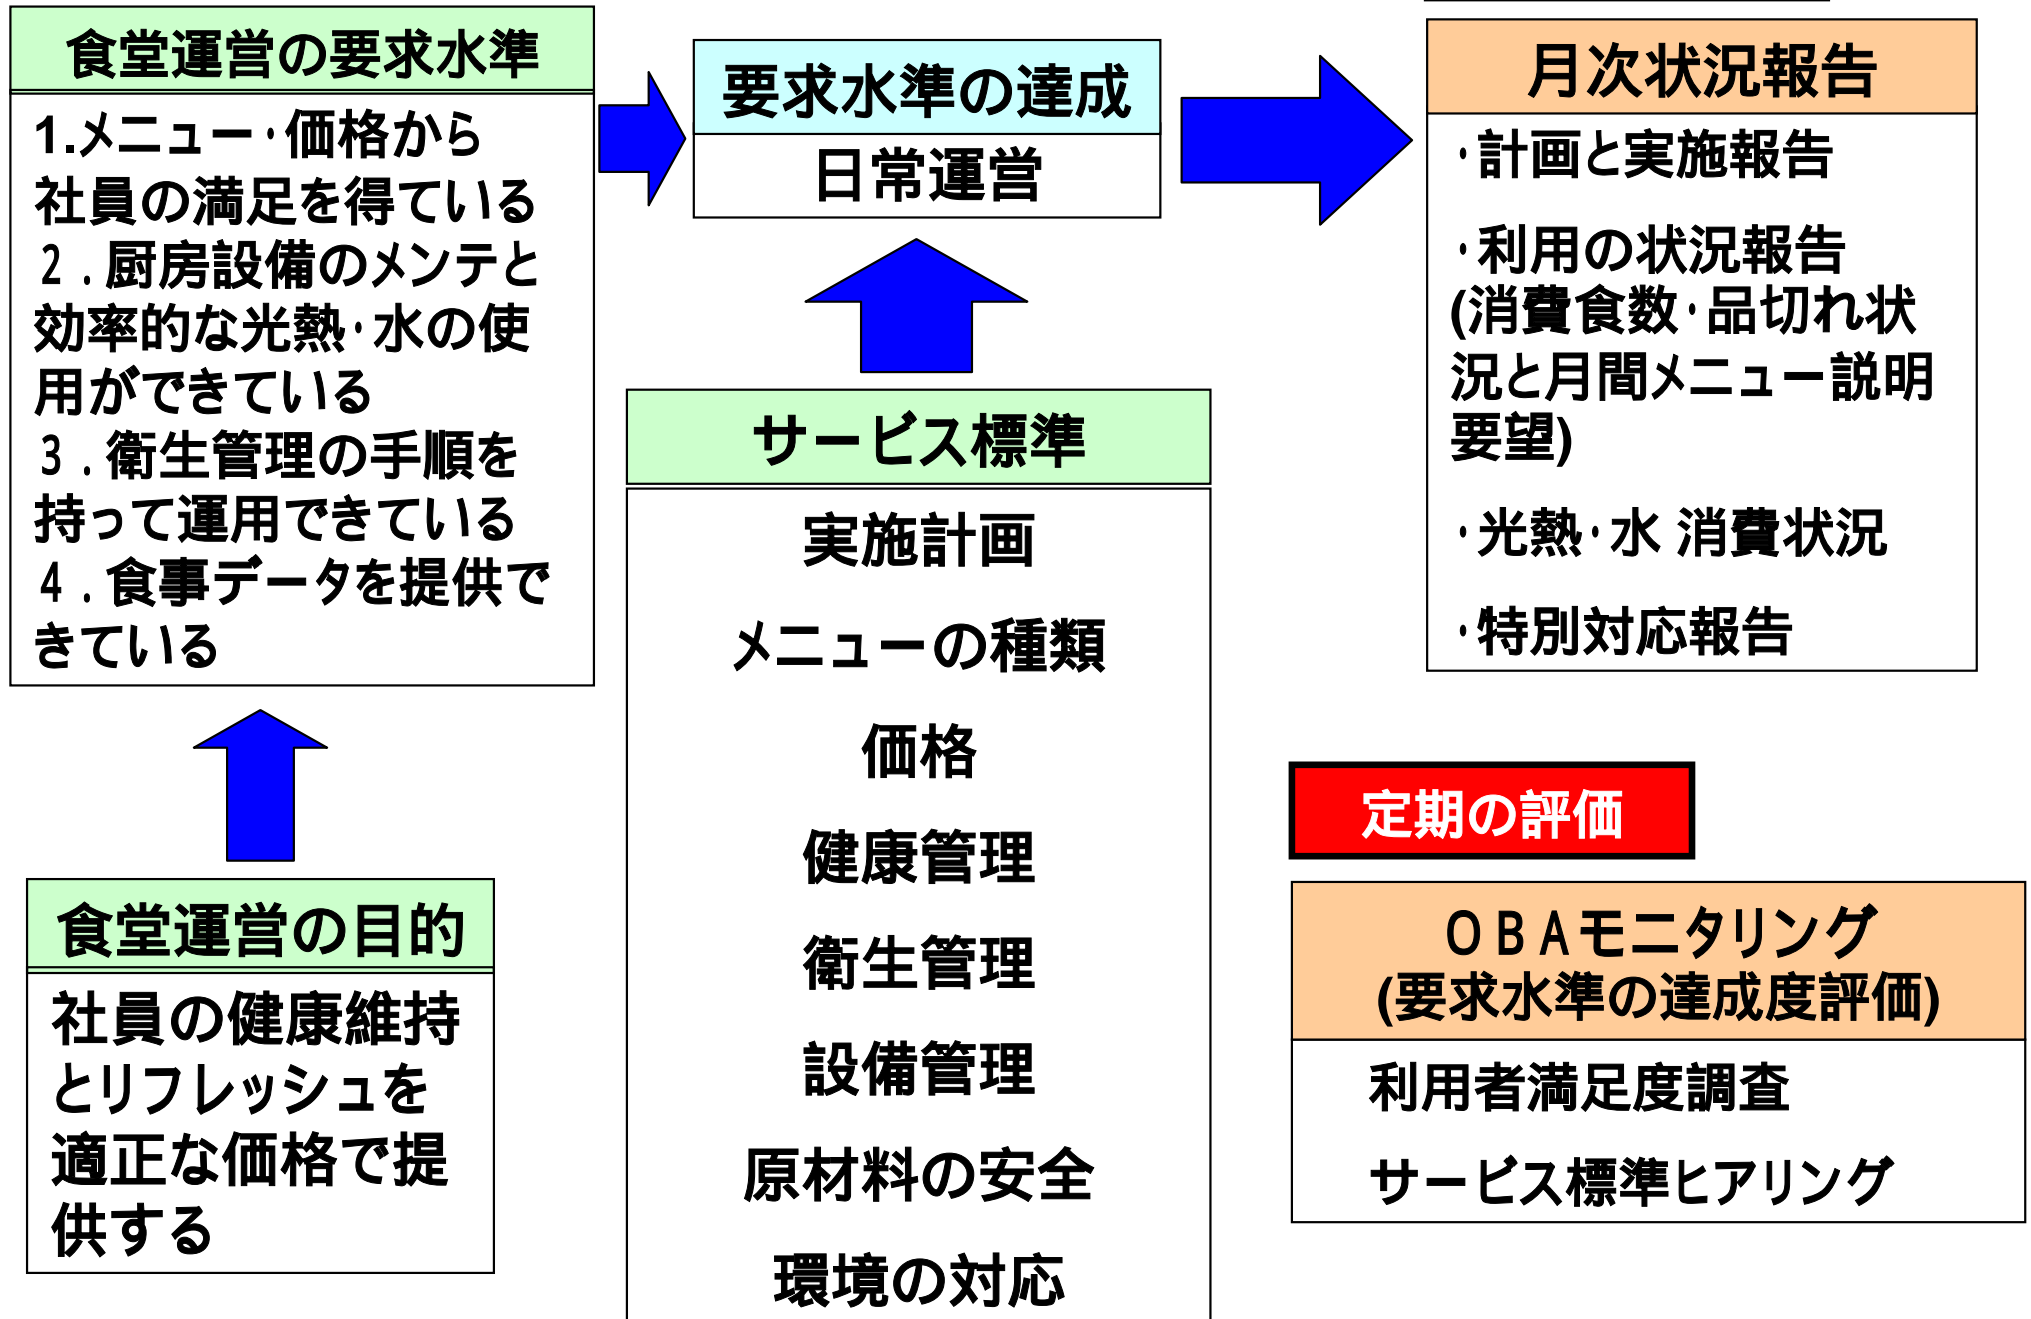 食堂運営の要求水準
1.メニュー・価格から
社員の満足を得ている
２．厨房設備のメンテと
効率的な光熱・水の使
用ができている
３．衛生管理の手順を
持って運用できている
４．食事データを提供で
きている
食堂運営の目的
社員の健康維持
とリフレッシュを
適正な価格で提
供する
要求水準の達成
日常運営
サービス標準
実施計画
メニューの種類
価格
健康管理
衛生管理
設備管理
原材料の安全
環境の対応
月次状況報告
・計画と実施報告
・利用の状況報告
(消費食数・品切れ状
況と月間メニュー説明
要望)
・光熱・水 消費状況
・特別対応報告
定期の評価
ＯＢＡモニタリング
(要求水準の達成度評価)
利用者満足度調査
サービス標準ヒアリング